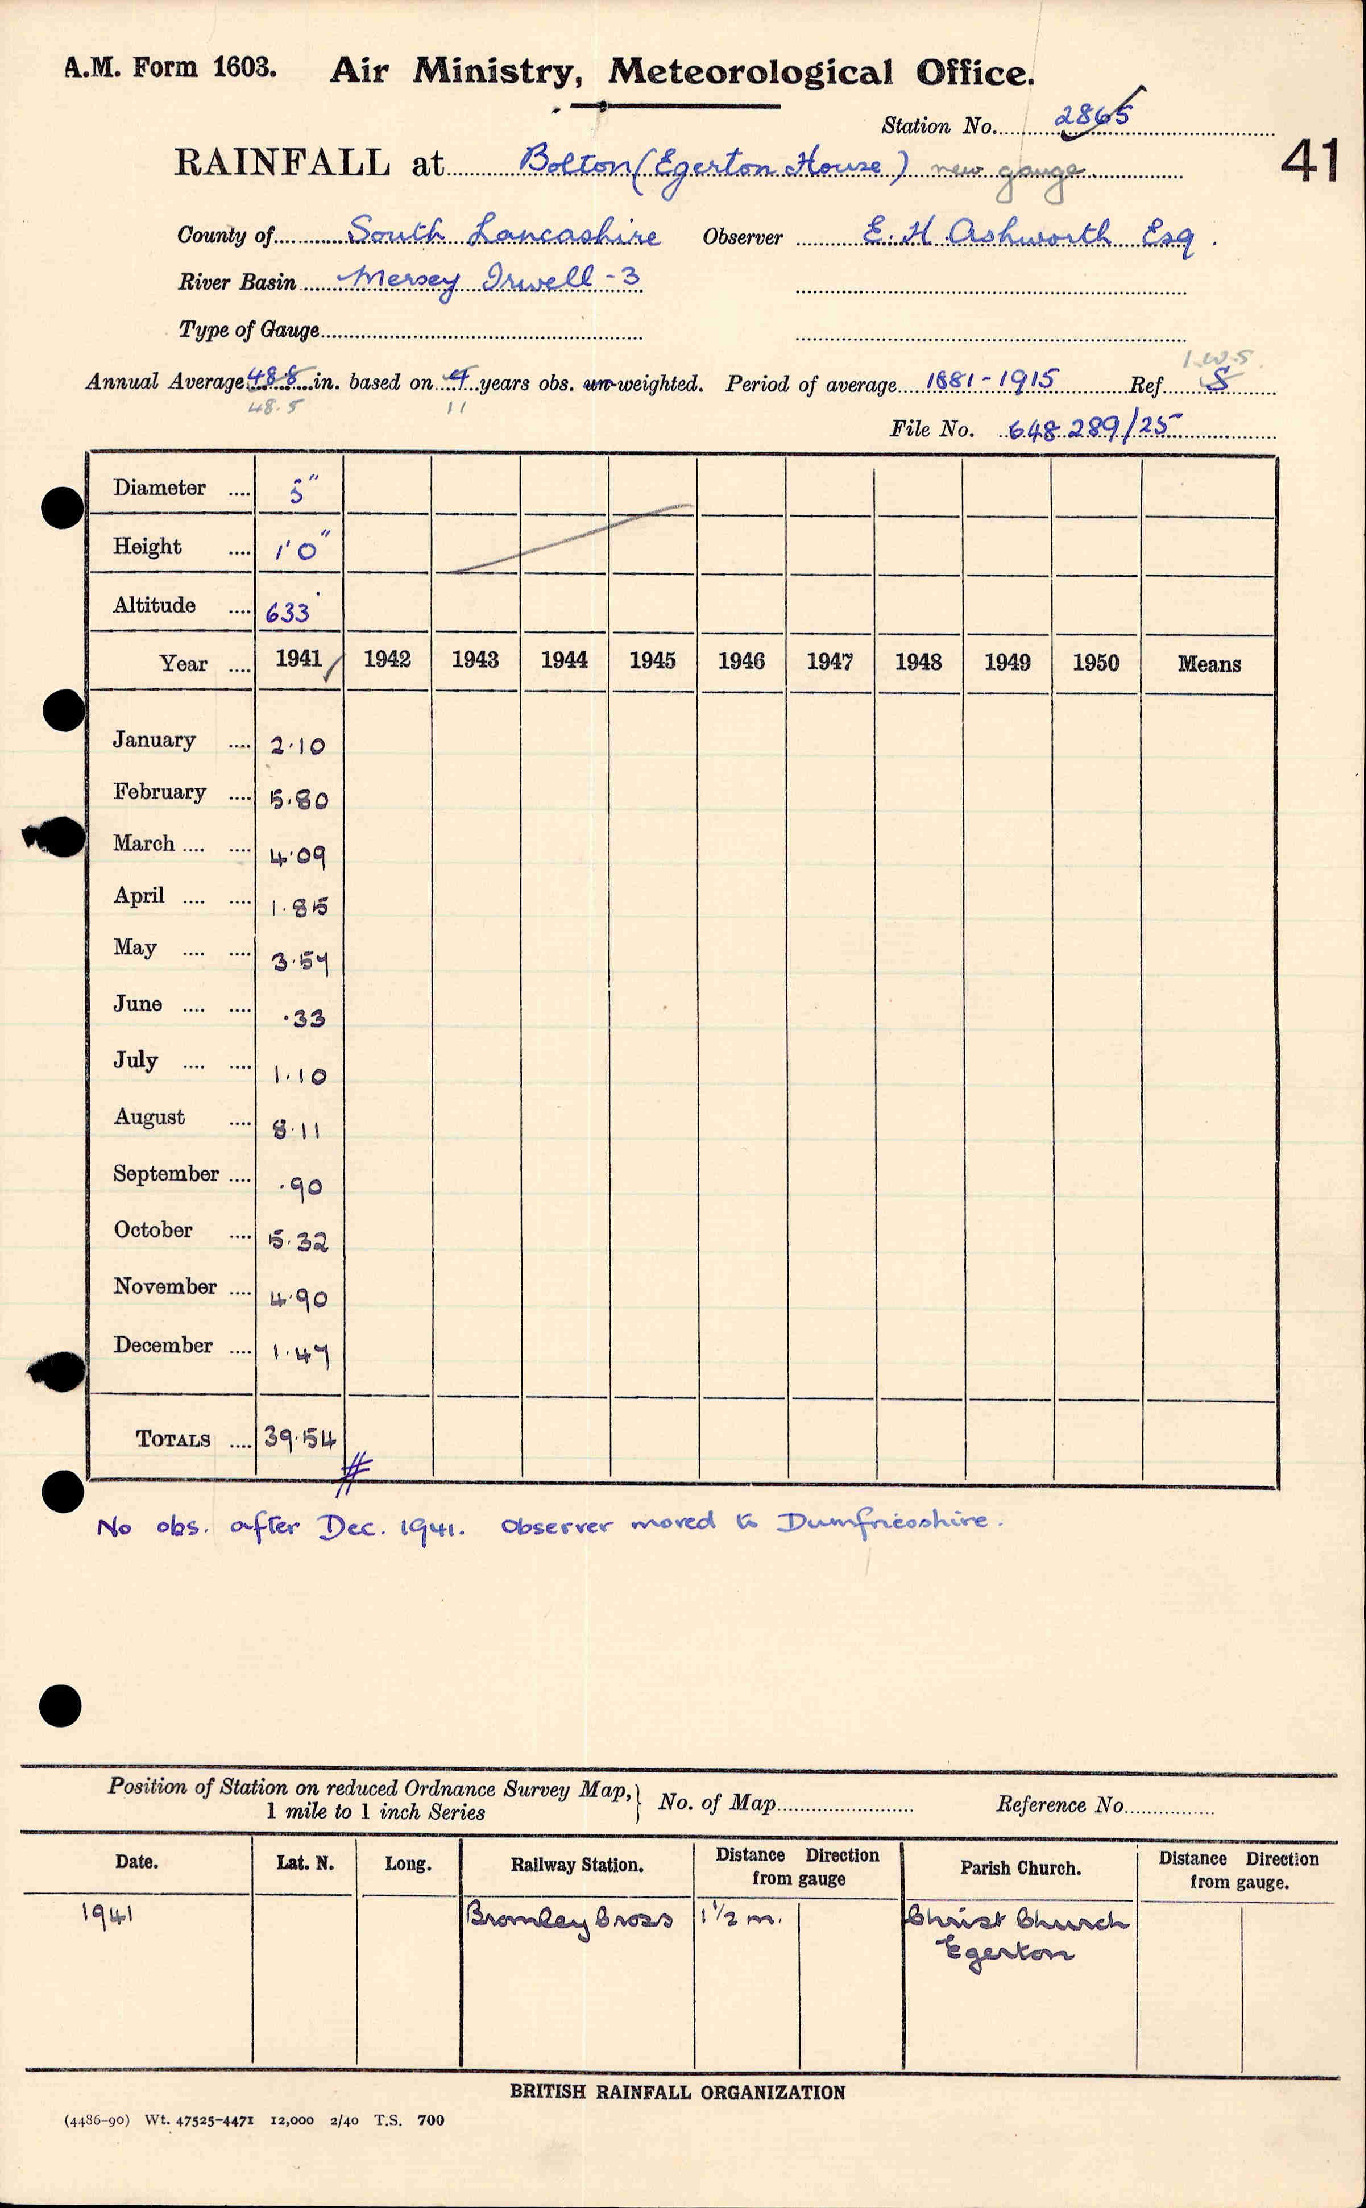 A.M. Form 1603. Air Ministry, Meteorological Office.
Station No. 2865
41
RAINFALL at Bolton (Egerton House) new gauge.
County of South Lancashire Observer E. H Ashworth Esq.
River Basin Mersey Irwell - 3
Type of Gauge
I.W.S.
Annual Average 48.8 in. based on 4 years obs. un-weighted. Period of average 1881-1915 Ref. S
48.5 11
File No. 648289/25
Diameter .... 5"
Height .... 1'0"
Altitude .... 633'
Year .... 1941 1942 1943 1944 1945 1946 1947 1948 1949 1950 Means
January .... 2.10
February .... 5.80
March .... .... 4.09
April .... .... 1.85
May .... .... 3.57
June .... .... .33
July .... .... 1.10
August .... 8.11
September .... .90
October .... 5.32
November .... 4.90
December .... 1.47
TOTALS .... 39.54
#
No obs. after Dec. 1941. Observer moved to Dumfriesshire.
Position of Station on reduced Ordnance Survey Map, } No. of Map Reference No.
1 mile to 1 inch Series
Date. Lat. N. Long. Railway Station. Distance Direction from gauge Parish Church. Distance Direction from gauge.
1941 Bromley Cross 1 1/2 m. Christ Church
Egerton
BRITISH RAINFALL ORGANIZATION
(4486-90) Wt. 47525-4471 12,000 2/40 T.S. 700